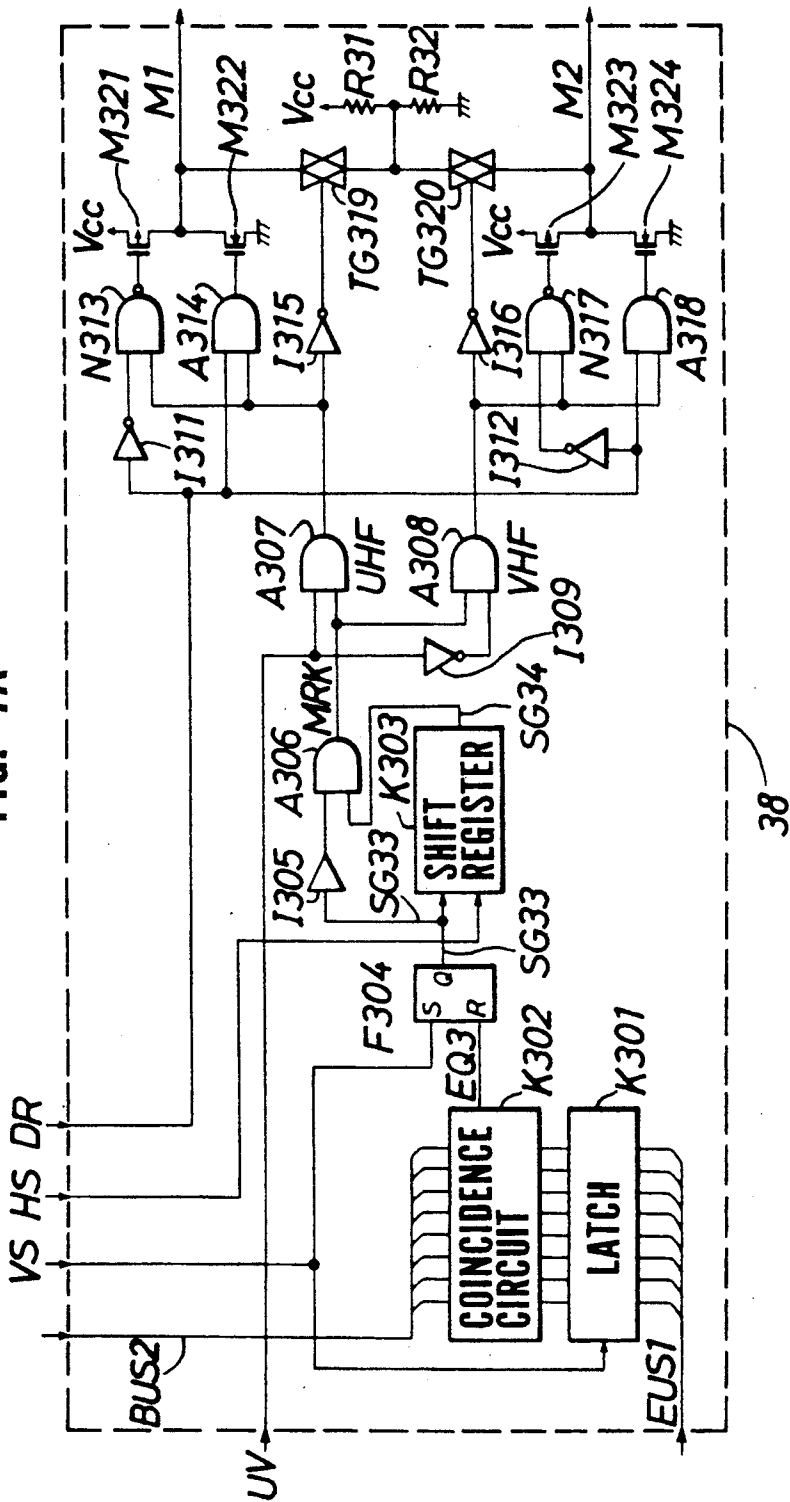 VS HS DR
BUS2
UV
EUS1
COINCIDENCE
CIRCUIT
K302
LATCH
K301
EQ3
F304
S
Q
R
SG33
SG33
I305
SHIFT
REGISTER
K303
SG34
A306
MRK
I309
A307
UHF
A308
VHF
I311
I312
N313
A314
I315
I316
N317
A318
Vcc
M321
M1
M322
TG319
Vcc
R31
R32
TG320
Vcc
M2
M323
M324
38